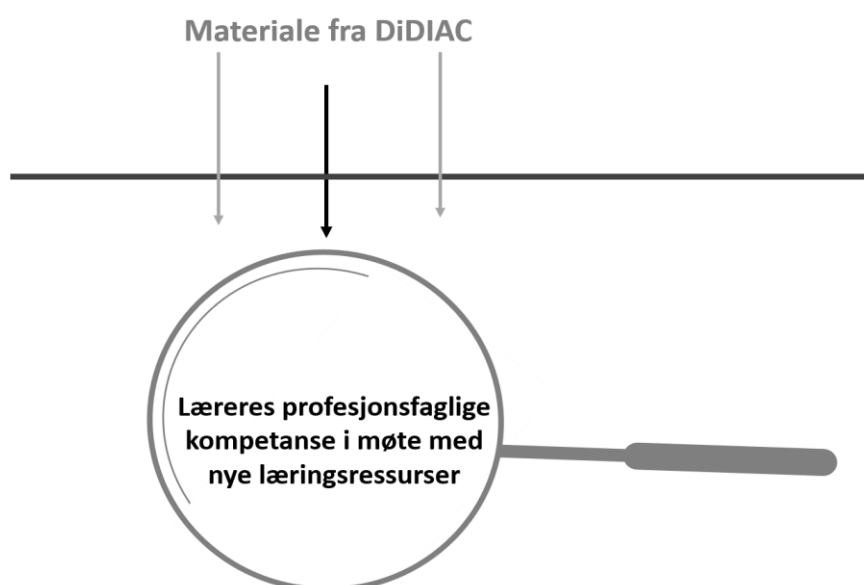 Materiale fra DiDIAC
Læreres profesjonsfaglige
kompetanse i møte med
nye læringsressurser